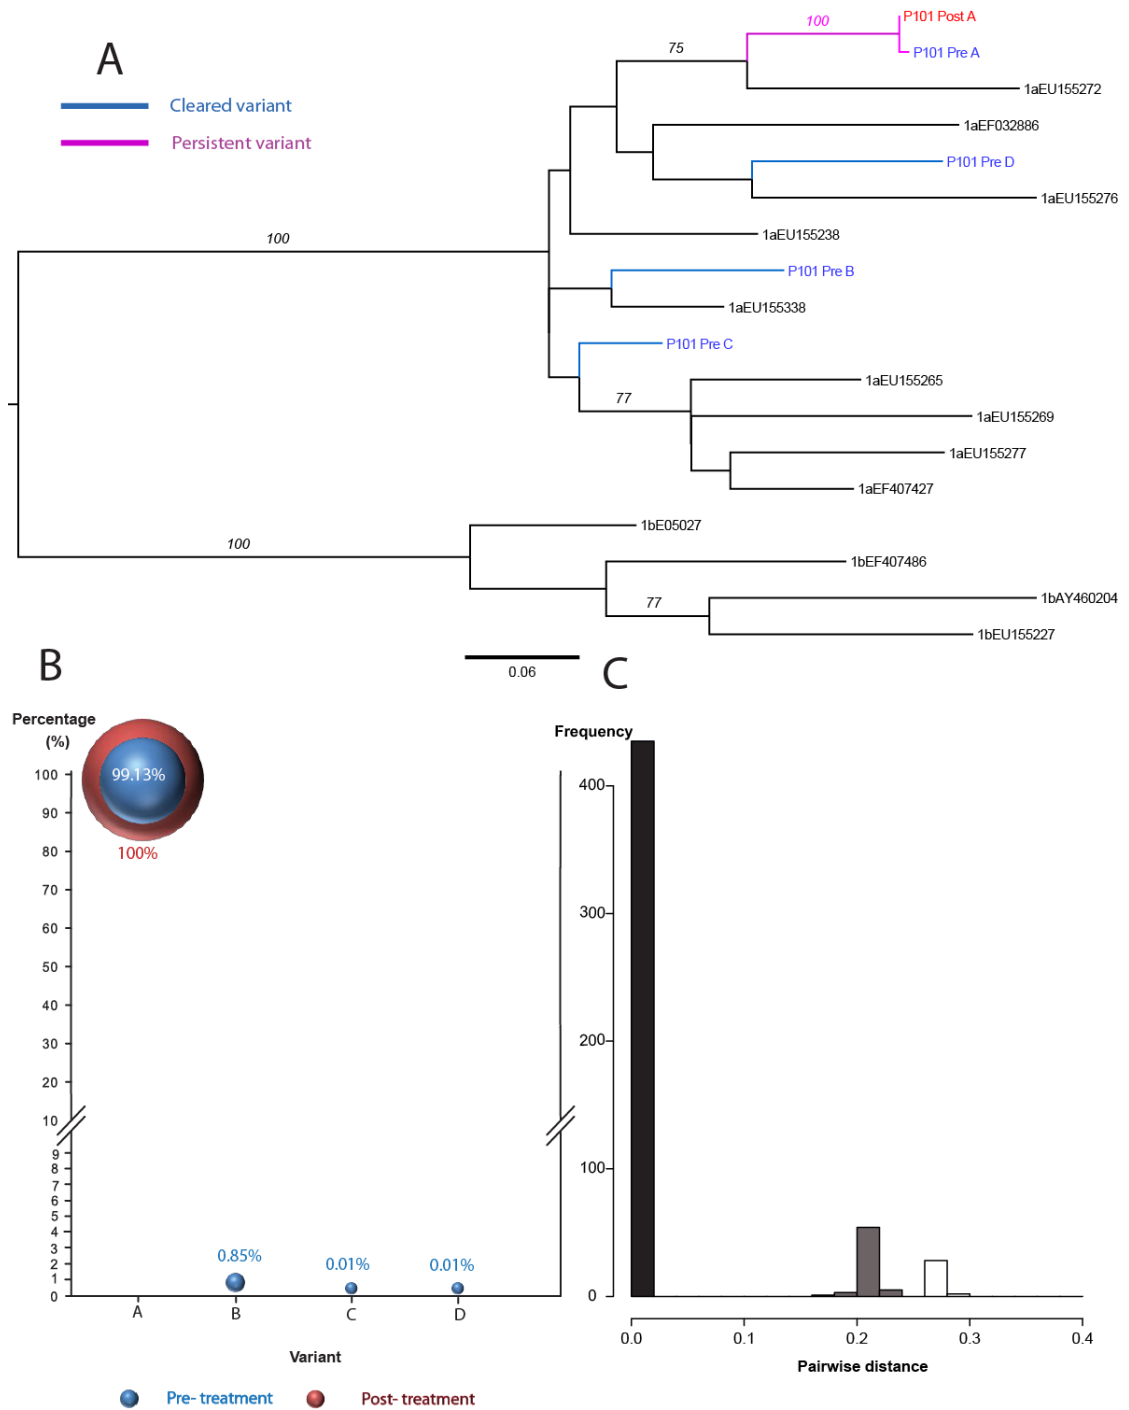 A
Cleared variant
Persistent variant
100
P101 Post A
P101 Pre A
75
1aEU155272
1aEF032886
P101 Pre D
1aEU155276
1aEU155238
100
P101 Pre B
1aEU155338
P101 Pre C
1aEU155265
77
1aEU155269
1aEU155277
1aEF407427
1bE05027
100
1bEF407486
77
1bAY460204
1bEU155227
0.06
B
Percentage
(%)
99.13%
100%
100
90
80
70
60
50
40
30
20
10
9
8
7
6
5
4
3
2
1
0
0.85%
0.01%
0.01%
A
B
C
D
Variant
Pre- treatment
Post- treatment
C
Frequency
400
300
200
100
0
0.0
0.1
0.2
0.3
0.4
Pairwise distance